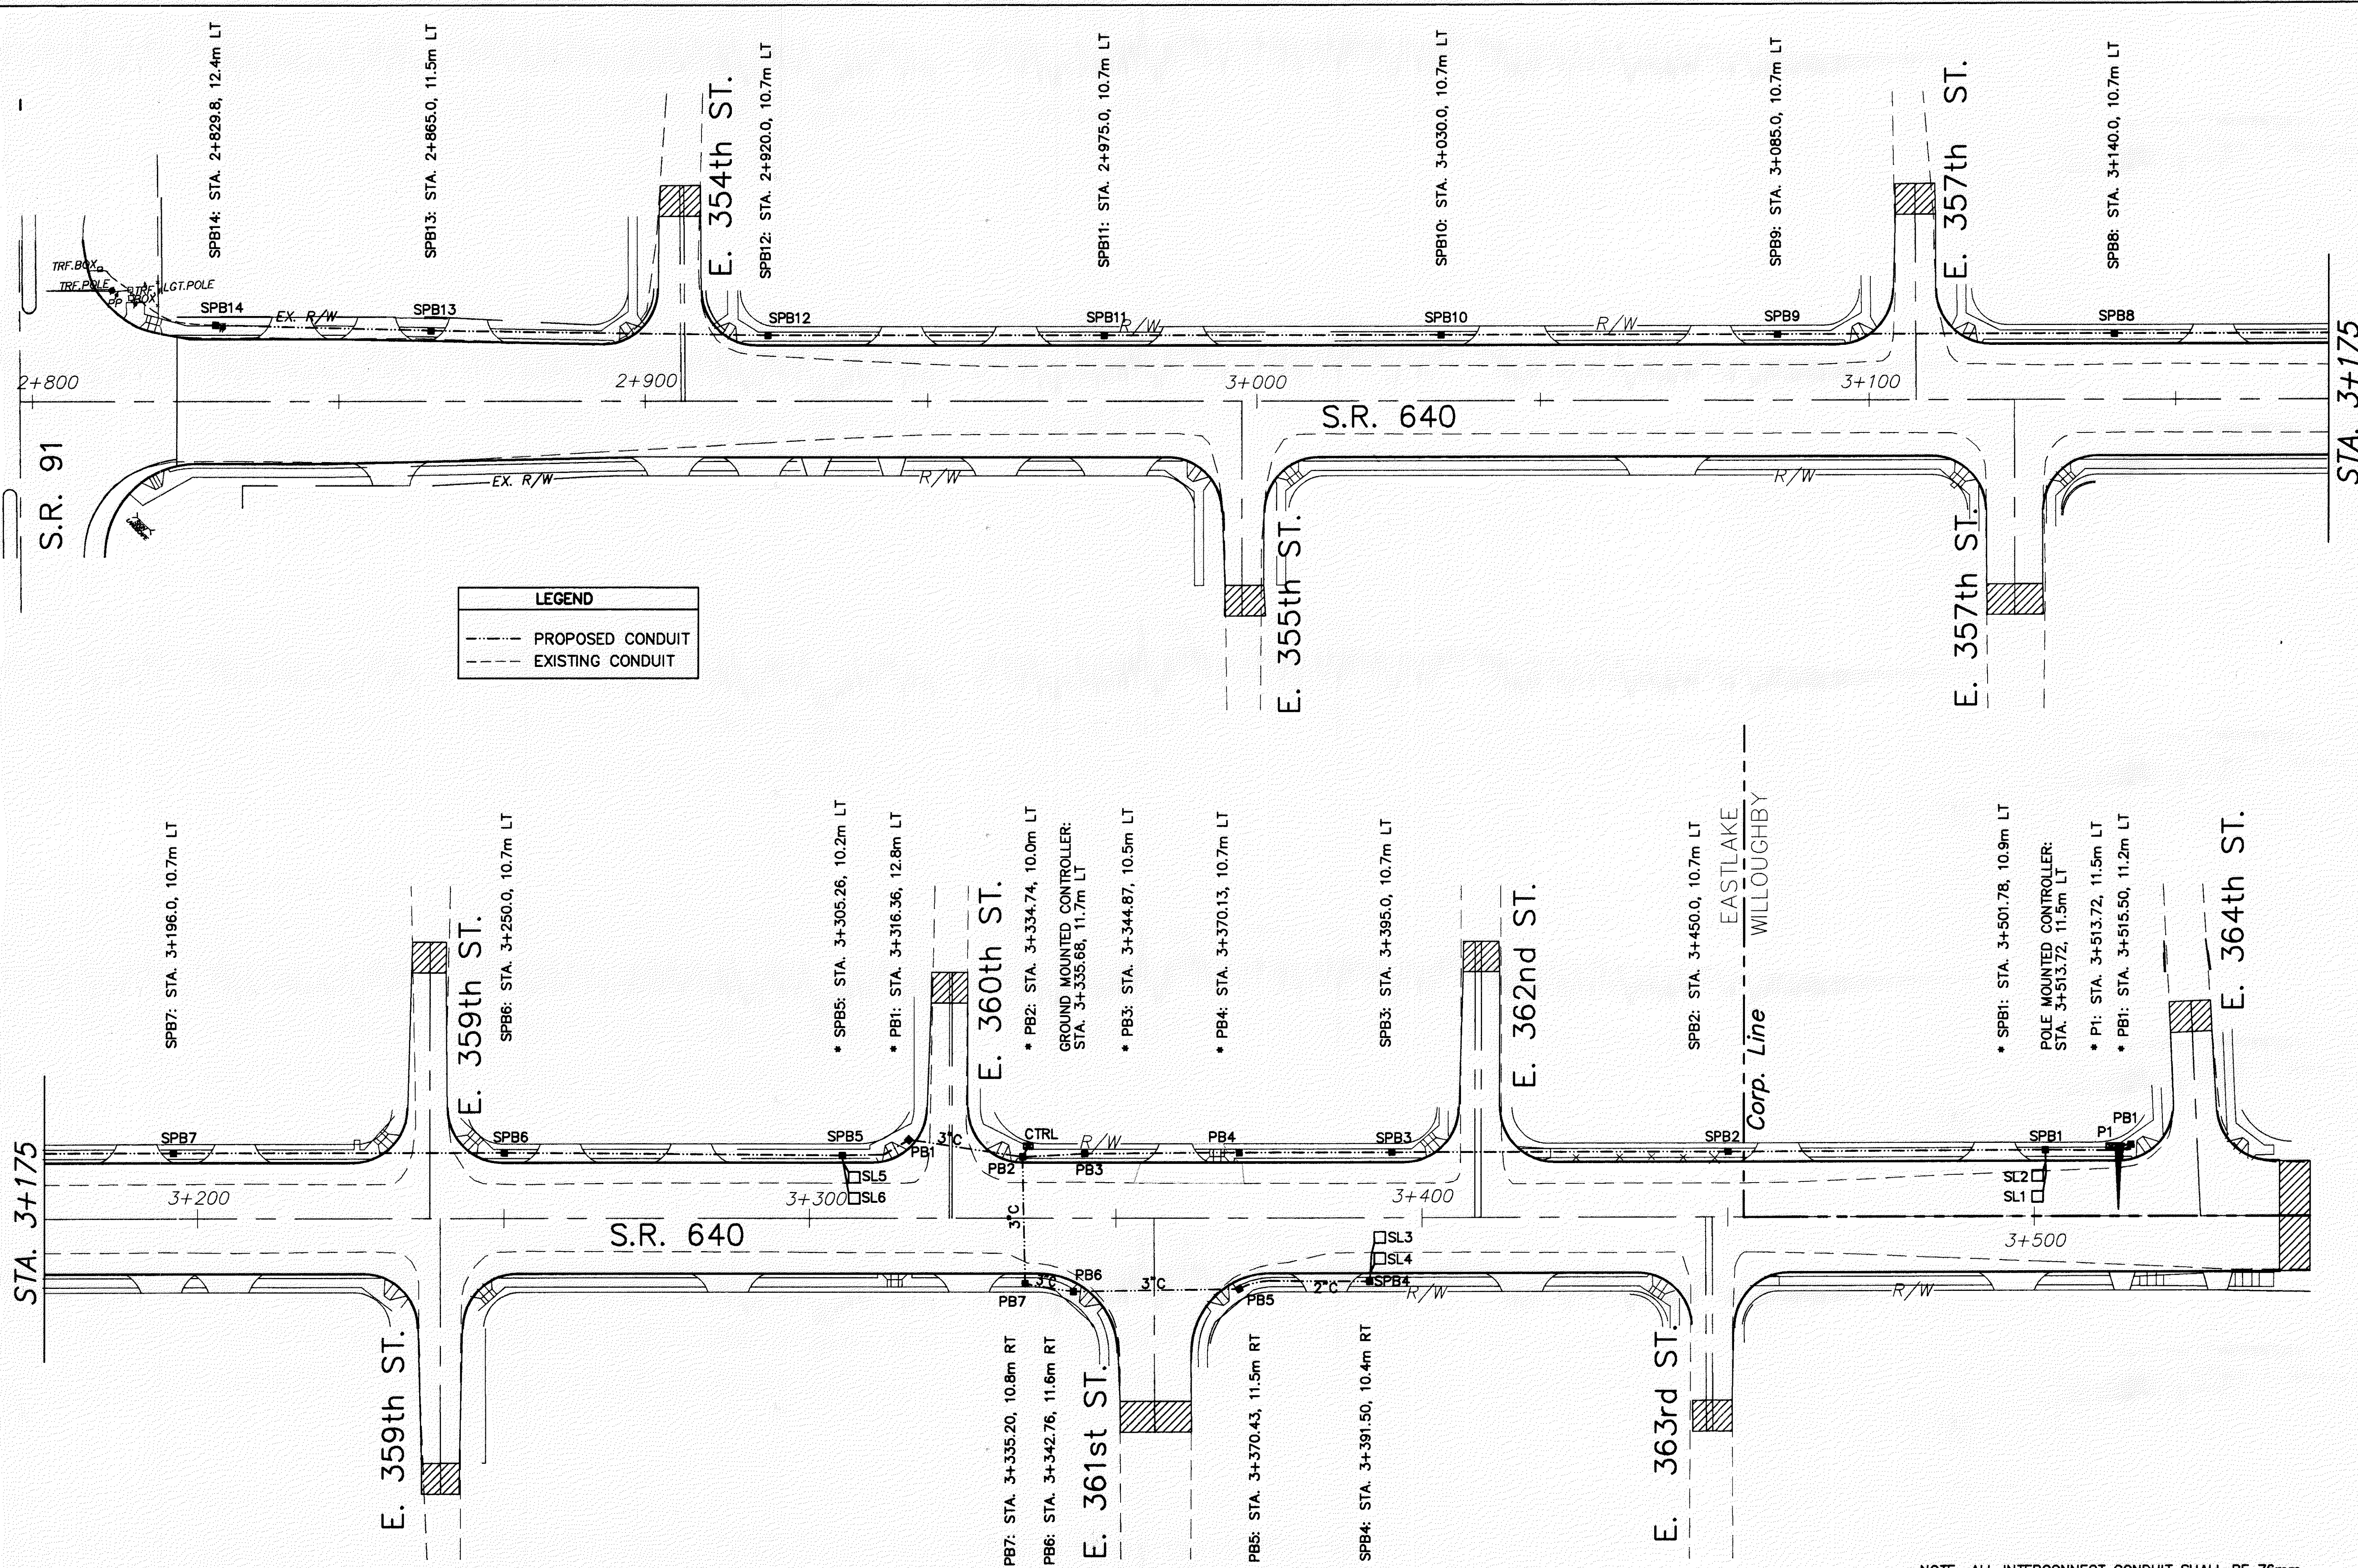 SPB14: STA. 2+829.8, 12.4m LT
SPB13: STA. 2+865.0, 11.5m LT
E. 354th ST.
SPB12: STA. 2+920.0, 10.7m LT
SPB11: STA. 2+975.0, 10.7m LT
SPB10: STA. 3+030.0, 10.7m LT
SPB9: STA. 3+085.0, 10.7m LT
E. 357th ST.
SPB8: STA. 3+140.0, 10.7m LT
TRF.BOX
TRF.POLE
TRF.
LGT.POLE
PP
BOX
SPB14
EX. R/W
SPB13
SPB12
SPB11
R/W
SPB10
R/W
SPB9
SPB8
2+800
2+900
3+000
3+100
S.R. 640
S.R. 91
STA. 3+175
EX. R/W
R/W
R/W
E. 355th ST.
E. 357th ST.
LEGEND
PROPOSED CONDUIT
EXISTING CONDUIT
SPB7: STA. 3+196.0, 10.7m LT
E. 359th ST.
SPB6: STA. 3+250.0, 10.7m LT
* SPB5: STA. 3+305.26, 10.2m LT
* PB1: STA. 3+316.36, 12.8m LT
E. 360th ST.
* PB2: STA. 3+334.74, 10.0m LT
GROUND MOUNTED CONTROLLER:
STA. 3+335.68, 11.7m LT
* PB3: STA. 3+344.87, 10.5m LT
* PB4: STA. 3+370.13, 10.7m LT
SPB3: STA. 3+395.0, 10.7m LT
E. 362nd ST.
SPB2: STA. 3+450.0, 10.7m LT
EASTLAKE
WILLOUGHBY
Corp. Line
* SPB1: STA. 3+501.78, 10.9m LT
POLE MOUNTED CONTROLLER:
STA. 3+513.72, 11.5m LT
* P1: STA. 3+513.72, 11.5m LT
* PB1: STA. 3+515.50, 11.2m LT
E. 364th ST.
STA. 3+175
SPB7
SPB6
SPB5
PB1
3"C
CTRL
PB2
R/W
PB3
PB4
SPB3
SPB2
SPB1
P1
PB1
SL5
SL6
SL2
SL1
3+200
3+300
3+400
3+500
S.R. 640
3"C
SL3
SL4
PB7
3"C
PB6
3"C
PB5
2"C
SPB4
R/W
R/W
E. 359th ST.
PB7: STA. 3+335.20, 10.8m RT
PB6: STA. 3+342.76, 11.6m RT
E. 361st ST.
PB5: STA. 3+370.43, 11.5m RT
SPB4: STA. 3+391.50, 10.4m RT
E. 363rd ST.
NOTE: ALL INTERCONNECT CONDUIT SHALL BE 76mm